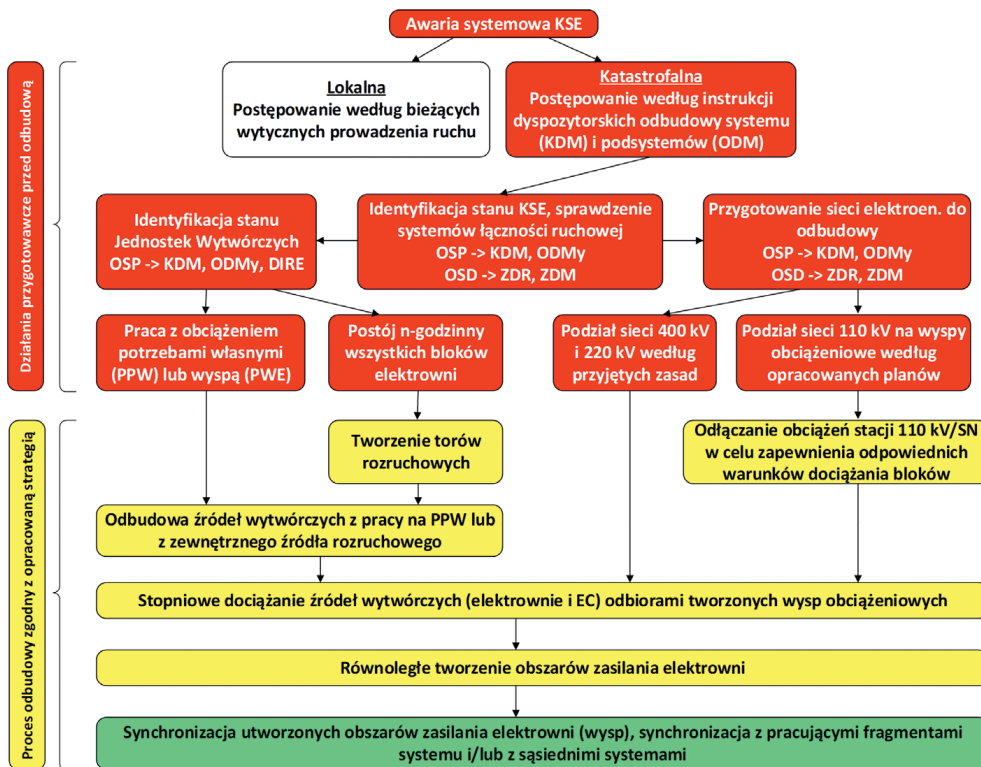 Awaria systemowa KSE
Działania przygotowawcze przed odbudową
Lokalna
Postępowanie według bieżących
wytycznych prowadzenia ruchu
Katastrofalna
Postępowanie według instrukcji
dyspozytorskich odbudowy systemu
(KDM) i podsystemów (ODM)
Identyfikacja stanu
Jednostek Wytwórczych
OSP -> KDM, ODMy, DIRE
Identyfikacja stanu KSE, sprawdzenie
systemów łączności ruchowej
OSP -> KDM, ODMy
OSD -> ZDR, ZDM
Przygotowanie sieci elektroen. do
odbudowy
OSP -> KDM, ODMy
OSD -> ZDR, ZDM
Praca z obciążeniem
potrzebami własnymi
(PPW) lub wyspą (PWE)
Postój n-godzinny
wszystkich bloków
elektrowni
Podział sieci 400 kV
i 220 kV według
przyjętych zasad
Podział sieci 110 kV na wyspy
obciążeniowe według
opracowanych planów
Proces odbudowy zgodny z opracowaną strategią
Tworzenie torów
rozruchowych
Odłączanie obciążeń stacji 110 kV/SN
w celu zapewnienia odpowiednich
warunków dociążania bloków
Odbudowa źródeł wytwórczych z pracy na PPW lub
z zewnętrznego źródła rozruchowego
Stopniowe dociążanie źródeł wytwórczych (elektrownie i EC) odbiorami tworzonych wysp obciążeniowych
Równoległe tworzenie obszarów zasilania elektrowni
Synchronizacja utworzonych obszarów zasilania elektrowni (wysp), synchronizacja z pracującymi fragmentami
systemu i/lub z sąsiednimi systemami